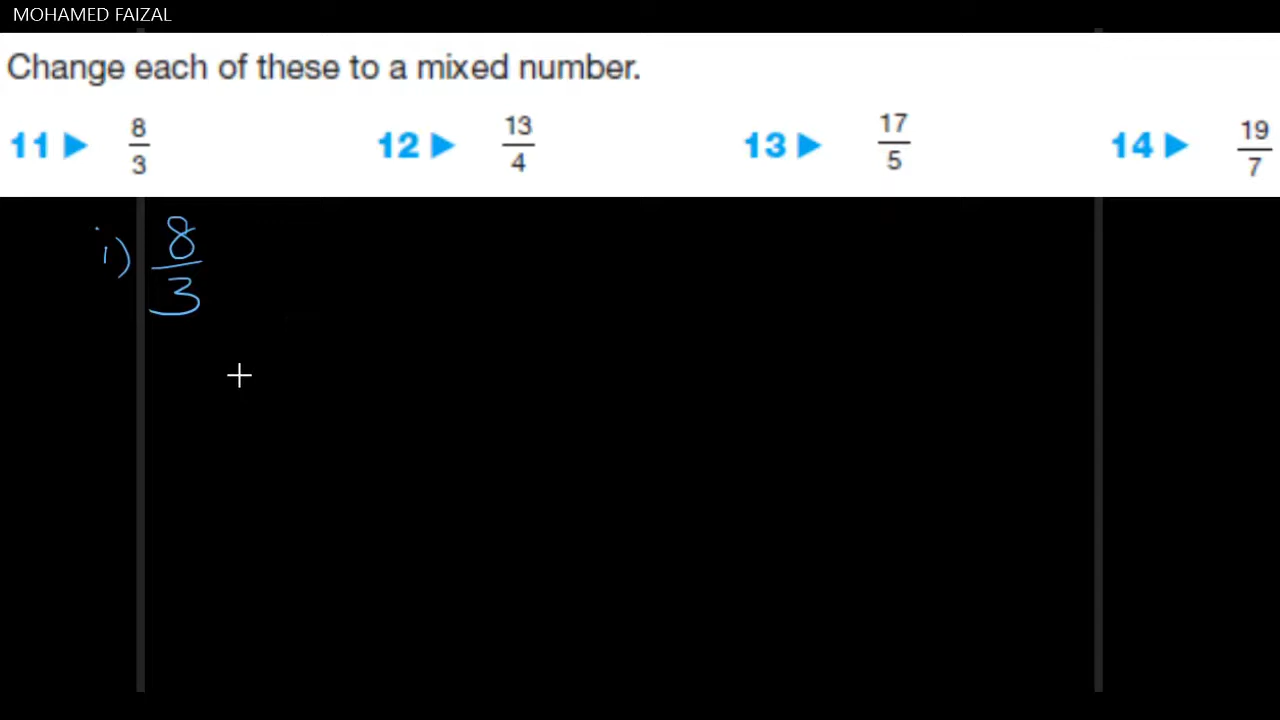 MOHAMED FAIZAL
Change each of these to a mixed number.
11 ▶ 8/3 12 ▶ 13/4 13 ▶ 17/5 14 ▶ 19/7
i) 8/3